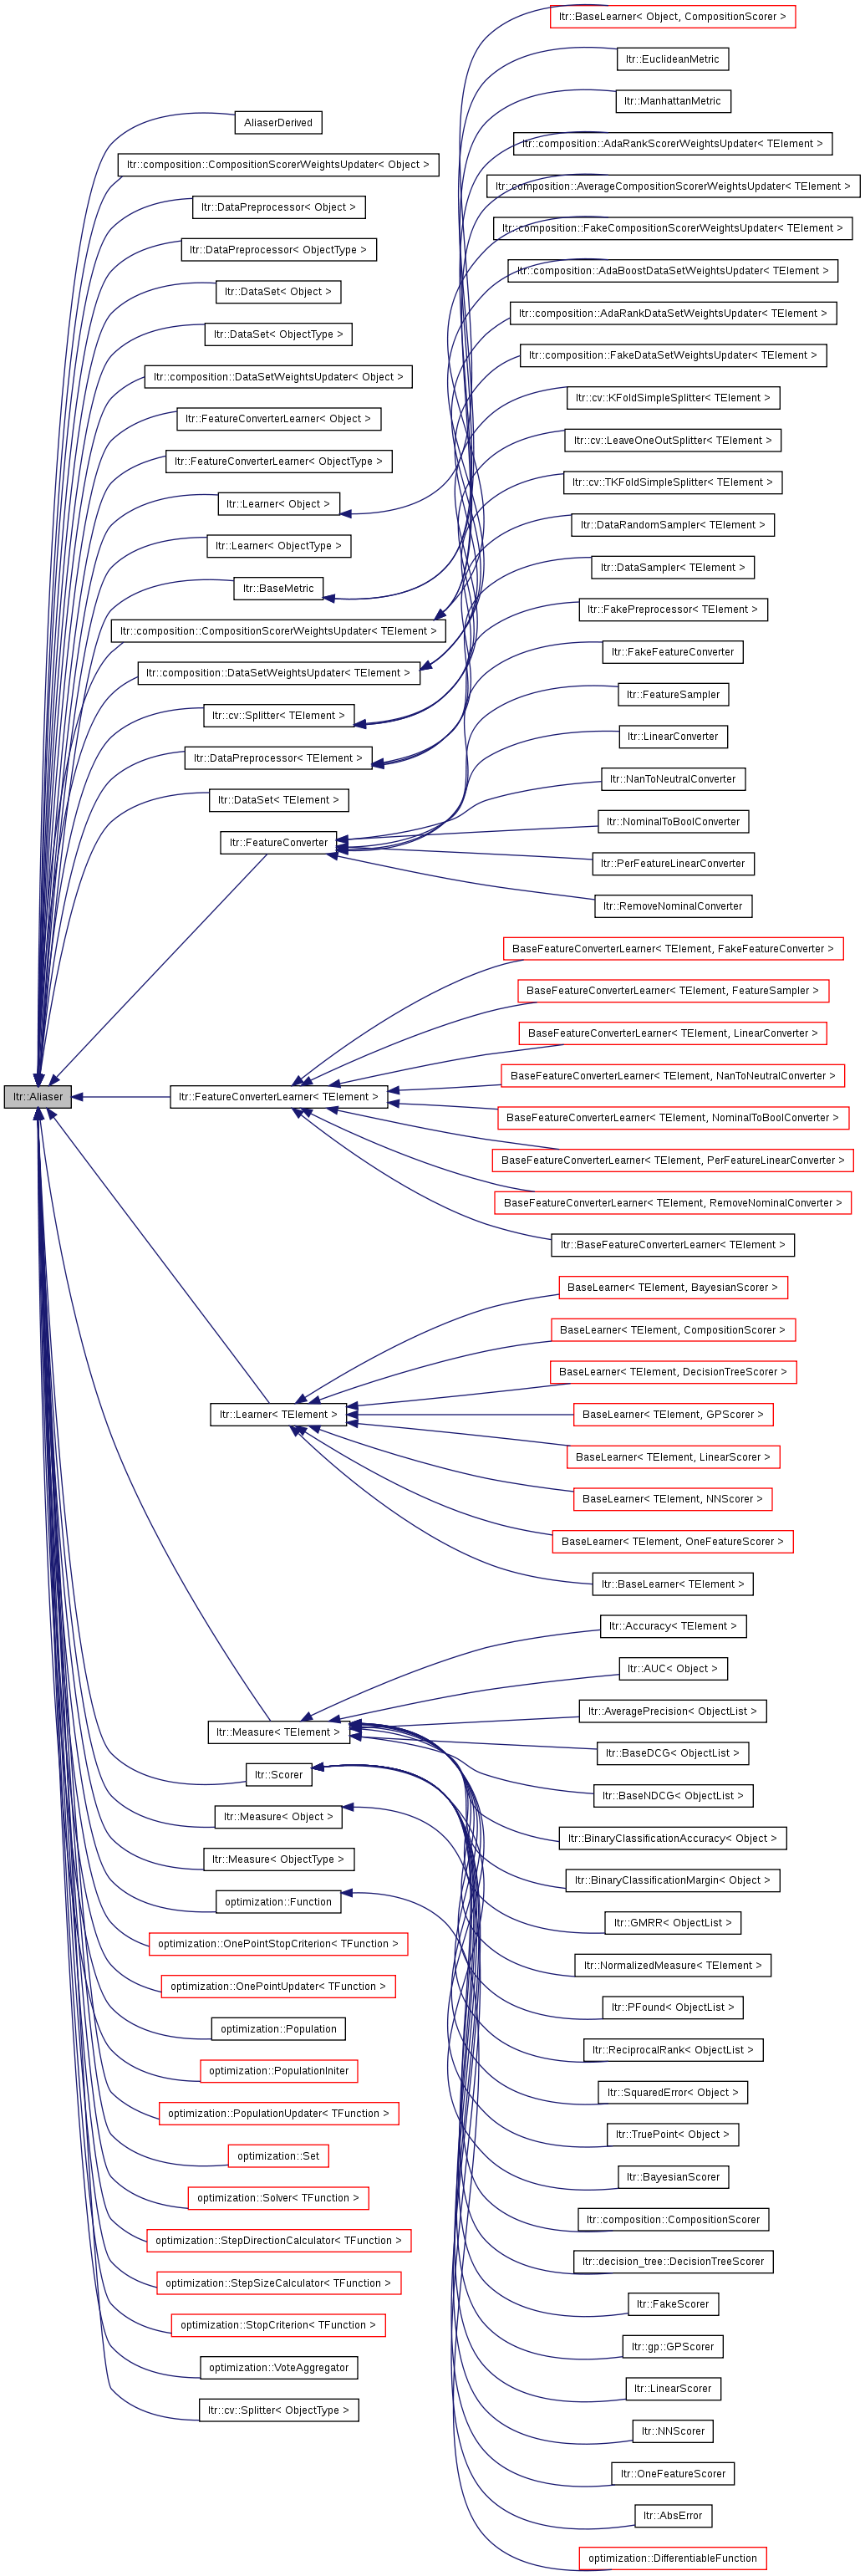 ltr::BaseLearner< Object, CompositionScorer >
ltr::EuclideanMetric
ltr::ManhattanMetric
AliaserDerived
ltr::composition::AdaRankScorerWeightsUpdater< TElement >
ltr::composition::CompositionScorerWeightsUpdater< Object >
ltr::composition::AverageCompositionScorerWeightsUpdater< TElement >
ltr::DataPreprocessor< Object >
ltr::composition::FakeCompositionScorerWeightsUpdater< TElement >
ltr::DataPreprocessor< ObjectType >
ltr::composition::AdaBoostDataSetWeightsUpdater< TElement >
ltr::DataSet< Object >
ltr::composition::AdaRankDataSetWeightsUpdater< TElement >
ltr::DataSet< ObjectType >
ltr::composition::FakeDataSetWeightsUpdater< TElement >
ltr::composition::DataSetWeightsUpdater< Object >
ltr::cv::KFoldSimpleSplitter< TElement >
ltr::FeatureConverterLearner< Object >
ltr::cv::LeaveOneOutSplitter< TElement >
ltr::FeatureConverterLearner< ObjectType >
ltr::cv::TKFoldSimpleSplitter< TElement >
ltr::Learner< Object >
ltr::DataRandomSampler< TElement >
ltr::Learner< ObjectType >
ltr::DataSampler< TElement >
ltr::BaseMetric
ltr::FakePreprocessor< TElement >
ltr::composition::CompositionScorerWeightsUpdater< TElement >
ltr::FakeFeatureConverter
ltr::composition::DataSetWeightsUpdater< TElement >
ltr::FeatureSampler
ltr::cv::Splitter< TElement >
ltr::LinearConverter
ltr::DataPreprocessor< TElement >
ltr::NanToNeutralConverter
ltr::DataSet< TElement >
ltr::NominalToBoolConverter
ltr::FeatureConverter
ltr::PerFeatureLinearConverter
ltr::RemoveNominalConverter
BaseFeatureConverterLearner< TElement, FakeFeatureConverter >
BaseFeatureConverterLearner< TElement, FeatureSampler >
BaseFeatureConverterLearner< TElement, LinearConverter >
BaseFeatureConverterLearner< TElement, NanToNeutralConverter >
ltr::Aliaser
ltr::FeatureConverterLearner< TElement >
BaseFeatureConverterLearner< TElement, NominalToBoolConverter >
BaseFeatureConverterLearner< TElement, PerFeatureLinearConverter >
BaseFeatureConverterLearner< TElement, RemoveNominalConverter >
ltr::BaseFeatureConverterLearner< TElement >
BaseLearner< TElement, BayesianScorer >
BaseLearner< TElement, CompositionScorer >
BaseLearner< TElement, DecisionTreeScorer >
ltr::Learner< TElement >
BaseLearner< TElement, GPScorer >
BaseLearner< TElement, LinearScorer >
BaseLearner< TElement, NNScorer >
BaseLearner< TElement, OneFeatureScorer >
ltr::BaseLearner< TElement >
ltr::Accuracy< TElement >
ltr::AUC< Object >
ltr::AveragePrecision< ObjectList >
ltr::Measure< TElement >
ltr::BaseDCG< ObjectList >
ltr::Scorer
ltr::BaseNDCG< ObjectList >
ltr::Measure< Object >
ltr::BinaryClassificationAccuracy< Object >
ltr::Measure< ObjectType >
ltr::BinaryClassificationMargin< Object >
optimization::Function
ltr::GMRR< ObjectList >
optimization::OnePointStopCriterion< TFunction >
ltr::NormalizedMeasure< TElement >
optimization::OnePointUpdater< TFunction >
ltr::PFound< ObjectList >
optimization::Population
ltr::ReciprocalRank< ObjectList >
optimization::PopulationIniter
ltr::SquaredError< Object >
optimization::PopulationUpdater< TFunction >
ltr::TruePoint< Object >
optimization::Set
ltr::BayesianScorer
optimization::Solver< TFunction >
ltr::composition::CompositionScorer
optimization::StepDirectionCalculator< TFunction >
ltr::decision_tree::DecisionTreeScorer
optimization::StepSizeCalculator< TFunction >
ltr::FakeScorer
optimization::StopCriterion< TFunction >
ltr::gp::GPScorer
optimization::VoteAggregator
ltr::LinearScorer
ltr::cv::Splitter< ObjectType >
ltr::NNScorer
ltr::OneFeatureScorer
ltr::AbsError
optimization::DifferentiableFunction